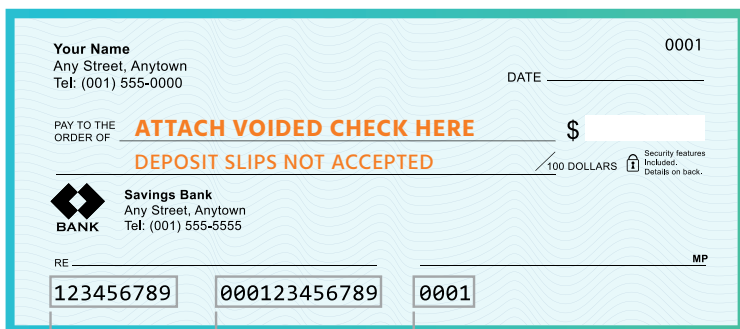 Your Name
0001
Any Street, Anytown
Tel: (001) 555-0000
DATE
PAY TO THE
ORDER OF
ATTACH VOIDED CHECK HERE
$
DEPOSIT SLIPS NOT ACCEPTED
/100 DOLLARS
Security features
Included.
Details on back.
BANK
Savings Bank
Any Street, Anytown
Tel: (001) 555-5555
RE
MP
123456789 000123456789 0001